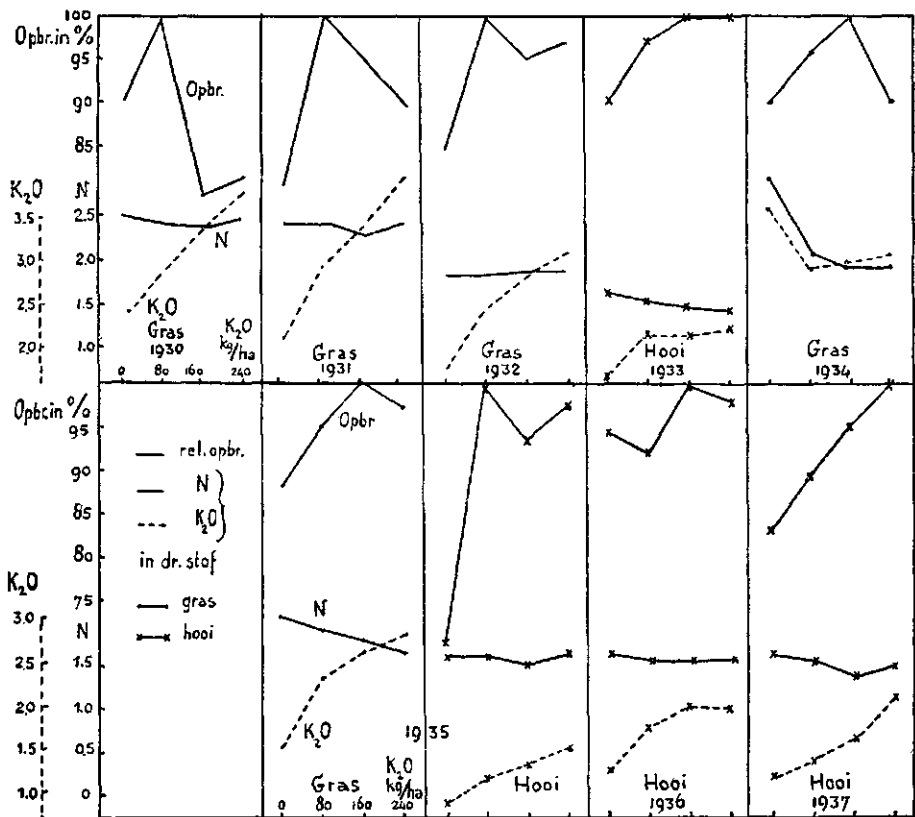 Opbr. in %
100
95
90
85
K₂O
N
3.5
3.0
2.5
2,0
2.5
2.0
1.5
1.0
Opbr.
N
K₂O
Gras
1930
K₂O
kg/ha
0 80 160 240
Gras
1931
Gras
1932
Hooi
1933
Gras
1934
Opbr. in %
95
90
85
80
75
K₂O
N
3.0
2.5
2.0
1.5
1.0
1.5
1.0
0,5
0
rel. opbr.
N
K₂O
in dr. stof
gras
hooi
Opbr
N
K₂O
1935
Gras
K₂O
kg/ha
0 80 160 240
Hooi
Hooi
1936
Hooi
1937